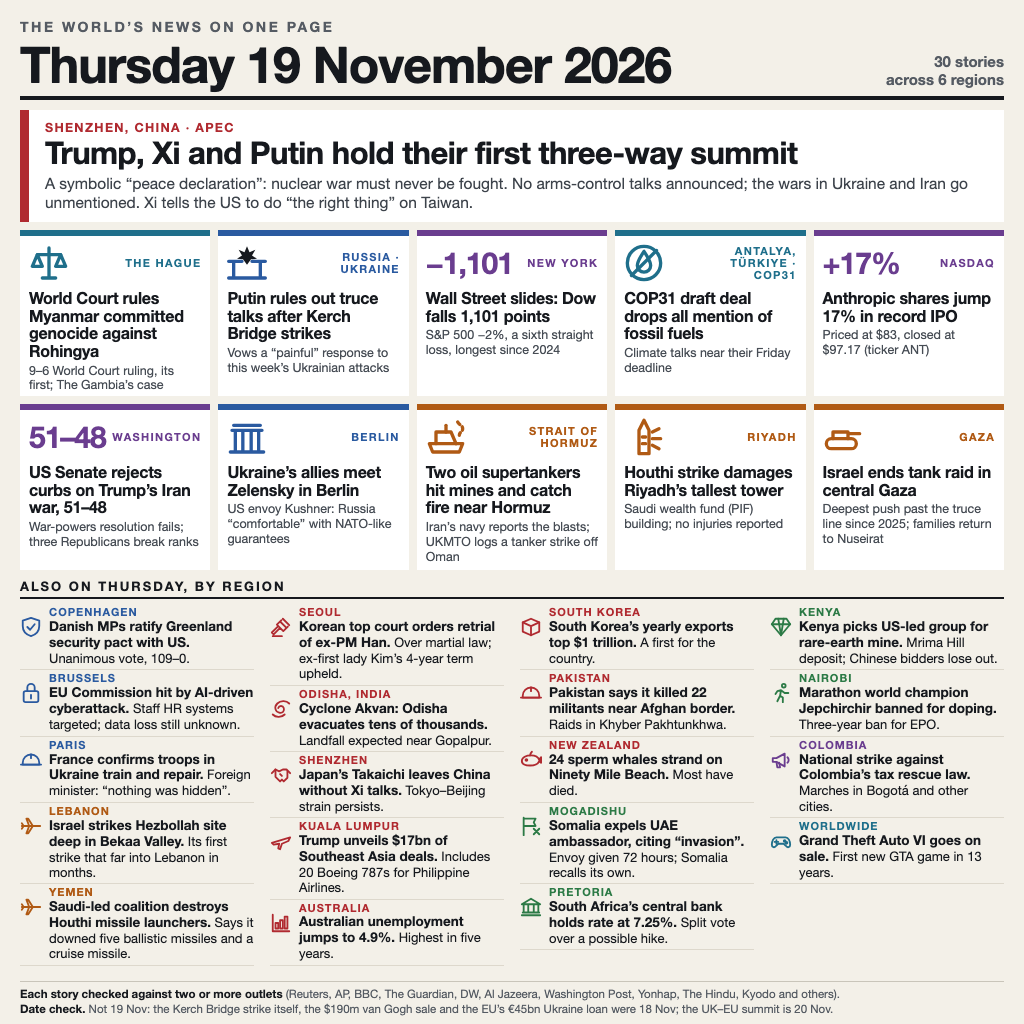 THE WORLD'S NEWS ON ONE PAGE
Thursday 19 November 2026
30 stories
across 6 regions
SHENZHEN, CHINA · APEC
Trump, Xi and Putin hold their first three-way summit
A symbolic “peace declaration”: nuclear war must never be fought. No arms-control talks announced; the wars in Ukraine and Iran go
unmentioned. Xi tells the US to do “the right thing” on Taiwan.
THE HAGUE
World Court rules
Myanmar committed
genocide against
Rohingya
9–6 World Court ruling, its
first; The Gambia’s case
RUSSIA ·
UKRAINE
Putin rules out truce
talks after Kerch
Bridge strikes
Vows a “painful” response to
this week’s Ukrainian attacks
−1,101
NEW YORK
Wall Street slides: Dow
falls 1,101 points
S&P 500 −2%, a sixth straight
loss, longest since 2024
ANTALYA,
TÜRKIYE ·
COP31
COP31 draft deal
drops all mention of
fossil fuels
Climate talks near their Friday
deadline
+17%
NASDAQ
Anthropic shares jump
17% in record IPO
Priced at $83, closed at
$97.17 (ticker ANT)
51–48
WASHINGTON
US Senate rejects
curbs on Trump’s Iran
war, 51–48
War-powers resolution fails;
three Republicans break ranks
BERLIN
Ukraine’s allies meet
Zelensky in Berlin
US envoy Kushner: Russia
“comfortable” with NATO-like
guarantees
STRAIT OF
HORMUZ
Two oil supertankers
hit mines and catch
fire near Hormuz
Iran’s navy reports the blasts;
UKMTO logs a tanker strike off
Oman
RIYADH
Houthi strike damages
Riyadh’s tallest tower
Saudi wealth fund (PIF)
building; no injuries reported
GAZA
Israel ends tank raid in
central Gaza
Deepest push past the truce
line since 2025; families return
to Nuseirat
ALSO ON THURSDAY, BY REGION
COPENHAGEN
Danish MPs ratify Greenland
security pact with US.
Unanimous vote, 109–0.
BRUSSELS
EU Commission hit by AI-driven
cyberattack. Staff HR systems
targeted; data loss still unknown.
PARIS
France confirms troops in
Ukraine train and repair. Foreign
minister: “nothing was hidden”.
LEBANON
Israel strikes Hezbollah site
deep in Bekaa Valley. Its first
strike that far into Lebanon in
months.
YEMEN
Saudi-led coalition destroys
Houthi missile launchers. Says it
downed five ballistic missiles and a
cruise missile.
SEOUL
Korean top court orders retrial
of ex-PM Han. Over martial law;
ex-first lady Kim’s 4-year term
upheld.
ODISHA, INDIA
Cyclone Akvan: Odisha
evacuates tens of thousands.
Landfall expected near Gopalpur.
SHENZHEN
Japan’s Takaichi leaves China
without Xi talks. Tokyo–Beijing
strain persists.
KUALA LUMPUR
Trump unveils $17bn of
Southeast Asia deals. Includes
20 Boeing 787s for Philippine
Airlines.
AUSTRALIA
Australian unemployment
jumps to 4.9%. Highest in five
years.
SOUTH KOREA
South Korea’s yearly exports
top $1 trillion. A first for the
country.
PAKISTAN
Pakistan says it killed 22
militants near Afghan border.
Raids in Khyber Pakhtunkhwa.
NEW ZEALAND
24 sperm whales strand on
Ninety Mile Beach. Most have
died.
MOGADISHU
Somalia expels UAE
ambassador, citing “invasion”.
Envoy given 72 hours; Somalia
recalls its own.
PRETORIA
South Africa’s central bank
holds rate at 7.25%. Split vote
over a possible hike.
KENYA
Kenya picks US-led group for
rare-earth mine. Mrima Hill
deposit; Chinese bidders lose out.
NAIROBI
Marathon world champion
Jepchirchir banned for doping.
Three-year ban for EPO.
COLOMBIA
National strike against
Colombia’s tax rescue law.
Marches in Bogotá and other
cities.
WORLDWIDE
Grand Theft Auto VI goes on
sale. First new GTA game in 13
years.
Each story checked against two or more outlets (Reuters, AP, BBC, The Guardian, DW, Al Jazeera, Washington Post, Yonhap, The Hindu, Kyodo and others).
Date check. Not 19 Nov: the Kerch Bridge strike itself, the $190m van Gogh sale and the EU’s €45bn Ukraine loan were 18 Nov; the UK–EU summit is 20 Nov.